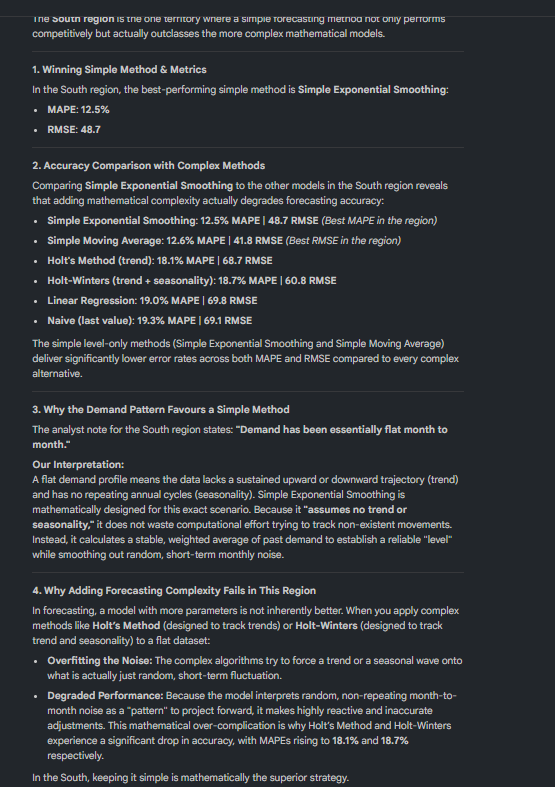 The South region is the one territory where a simple forecasting method not only performs
competitively but actually outclasses the more complex mathematical models.
1. Winning Simple Method & Metrics
In the South region, the best-performing simple method is Simple Exponential Smoothing:
• MAPE: 12.5%
• RMSE: 48.7
2. Accuracy Comparison with Complex Methods
Comparing Simple Exponential Smoothing to the other models in the South region reveals
that adding mathematical complexity actually degrades forecasting accuracy:
• Simple Exponential Smoothing: 12.5% MAPE | 48.7 RMSE (Best MAPE in the region)
• Simple Moving Average: 12.6% MAPE | 41.8 RMSE (Best RMSE in the region)
• Holt's Method (trend): 18.1% MAPE | 68.7 RMSE
• Holt-Winters (trend + seasonality): 18.7% MAPE | 60.8 RMSE
• Linear Regression: 19.0% MAPE | 69.8 RMSE
• Naive (last value): 19.3% MAPE | 69.1 RMSE
The simple level-only methods (Simple Exponential Smoothing and Simple Moving Average)
deliver significantly lower error rates across both MAPE and RMSE compared to every complex
alternative.
3. Why the Demand Pattern Favours a Simple Method
The analyst note for the South region states: "Demand has been essentially flat month to
month."
Our Interpretation:
A flat demand profile means the data lacks a sustained upward or downward trajectory (trend)
and has no repeating annual cycles (seasonality). Simple Exponential Smoothing is
mathematically designed for this exact scenario. Because it "assumes no trend or
seasonality," it does not waste computational effort trying to track non-existent movements.
Instead, it calculates a stable, weighted average of past demand to establish a reliable "level"
while smoothing out random, short-term monthly noise.
4. Why Adding Forecasting Complexity Fails in This Region
In forecasting, a model with more parameters is not inherently better. When you apply complex
methods like Holt's Method (designed to track trends) or Holt-Winters (designed to track
trend and seasonality) to a flat dataset:
• Overfitting the Noise: The complex algorithms try to force a trend or a seasonal wave onto
what is actually just random, short-term fluctuation.
• Degraded Performance: Because the model interprets random, non-repeating month-to-
month noise as a "pattern" to project forward, it makes highly reactive and inaccurate
adjustments. This mathematical over-complication is why Holt's Method and Holt-Winters
experience a significant drop in accuracy, with MAPEs rising to 18.1% and 18.7%
respectively.
In the South, keeping it simple is mathematically the superior strategy.